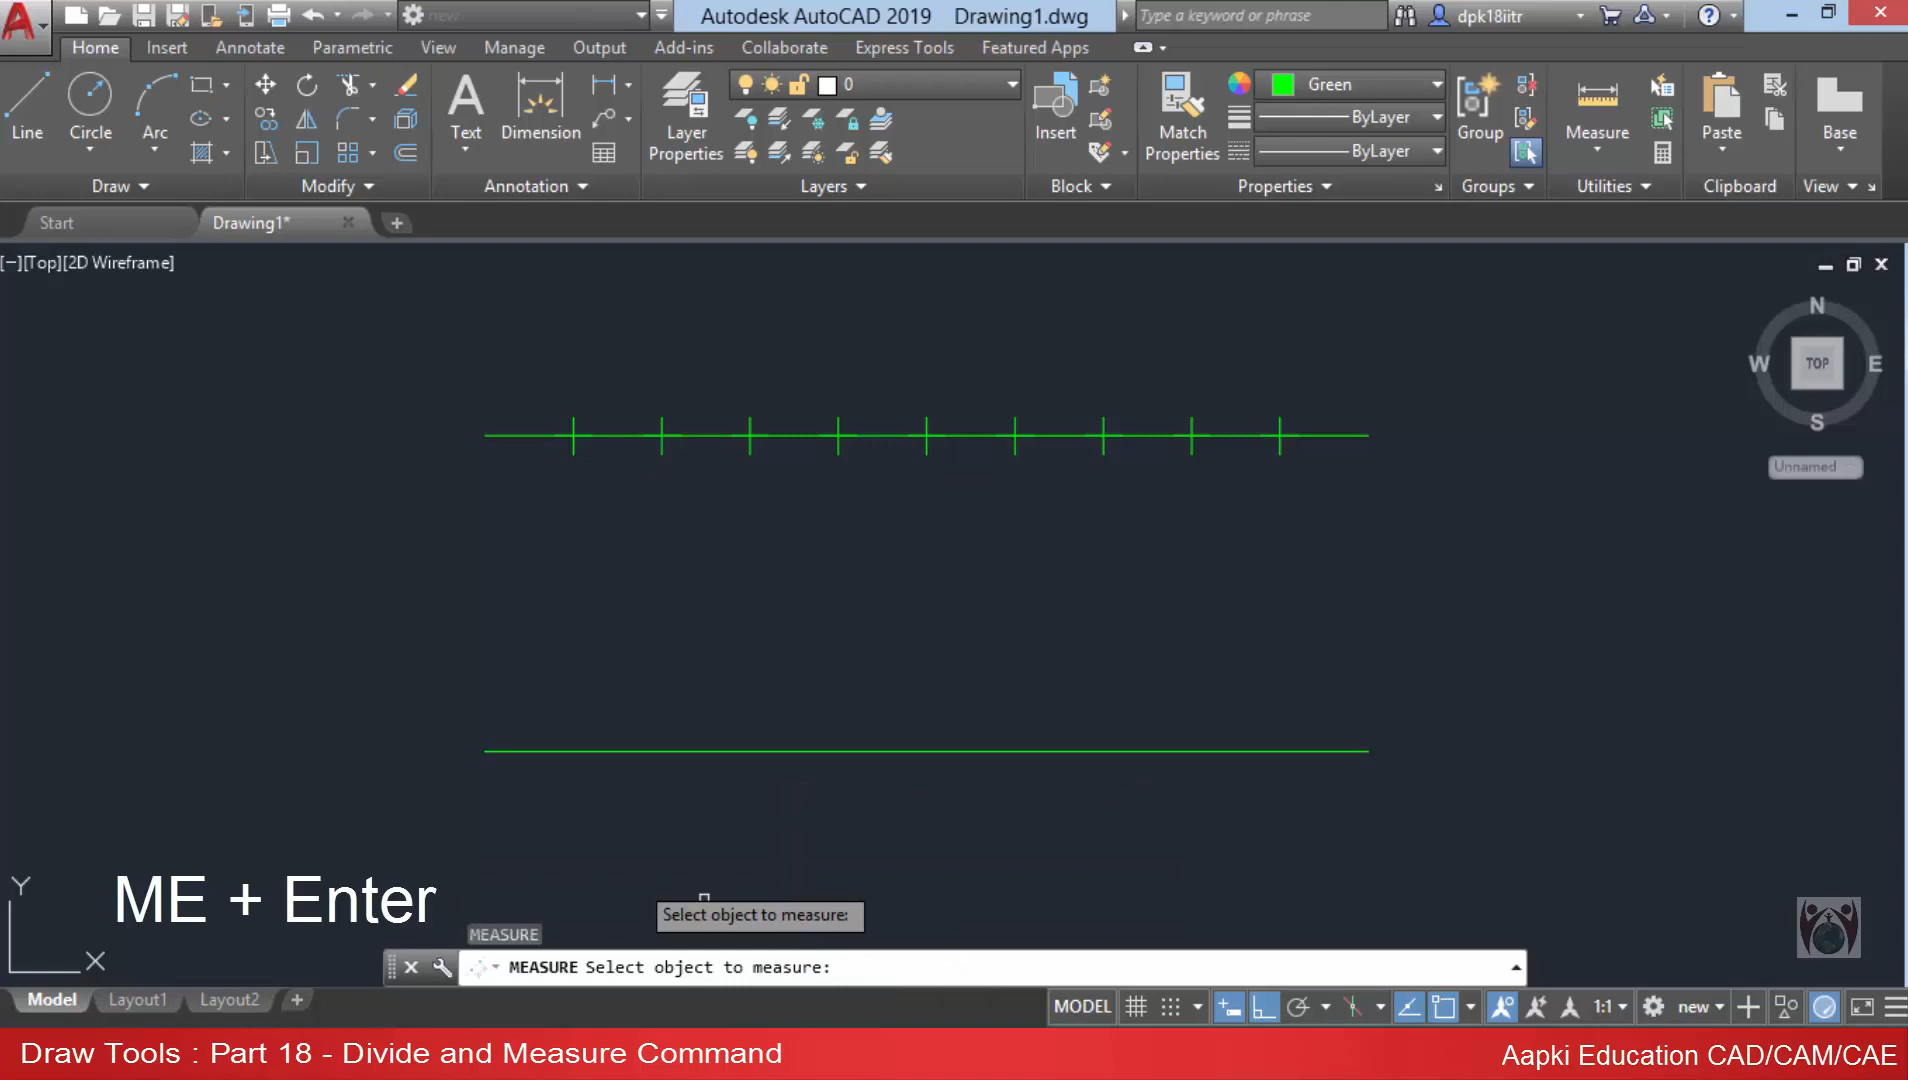 new
Autodesk AutoCAD 2019 Drawing1.dwg
Type a keyword or phrase
dpk18iitr
Home Insert Annotate Parametric View Manage Output Add-ins Collaborate Express Tools Featured Apps
Line Circle Arc
Text Dimension
Layer Properties
0
Insert
Match Properties
Green
ByLayer
ByLayer
Group
Measure
Paste
Base
Draw Modify Annotation Layers Block Properties Groups Utilities Clipboard View
Start Drawing1*
[−][Top][2D Wireframe]
N
W TOP E
S
Unnamed
Y
X
ME + Enter
Select object to measure:
MEASURE
MEASURE Select object to measure:
Model Layout1 Layout2
MODEL 1:1 new
Draw Tools : Part 18 - Divide and Measure Command
Aapki Education CAD/CAM/CAE